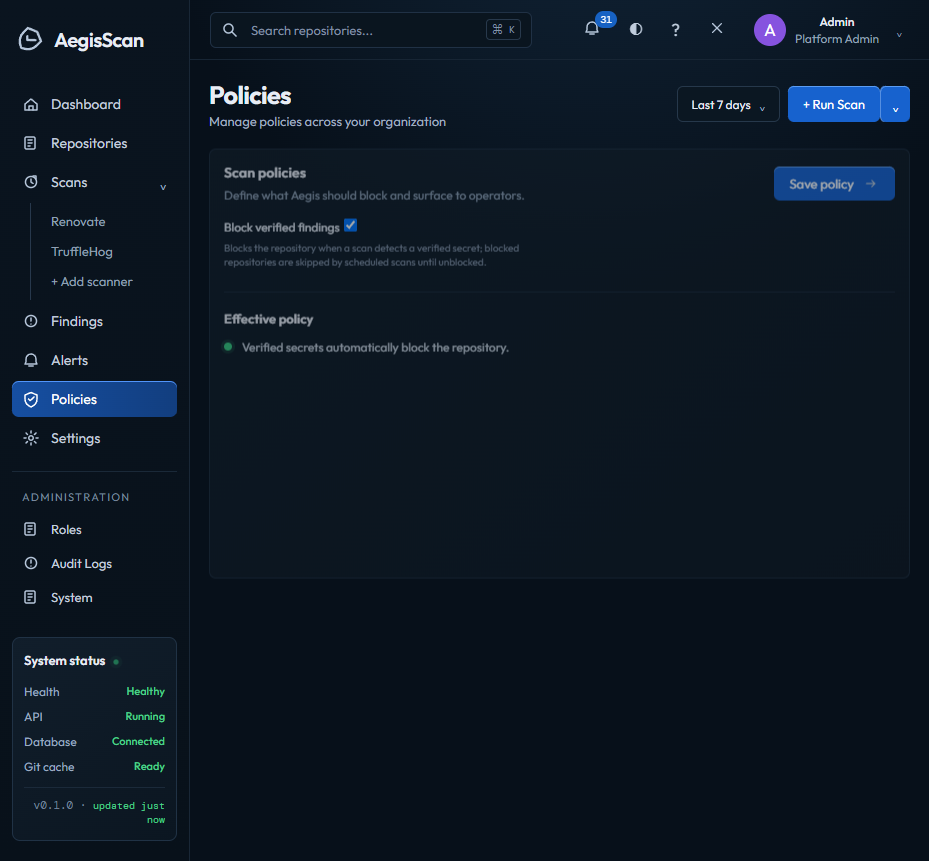 AegisScan
Search repositories...
⌘ K
31
?
A
Admin
Platform Admin
Dashboard
Repositories
Scans
Renovate
TruffleHog
+ Add scanner
Findings
Alerts
Policies
Settings
ADMINISTRATION
Roles
Audit Logs
System
System status
Health Healthy
API Running
Database Connected
Git cache Ready
v0.1.0 · updated just
now
Policies
Manage policies across your organization
Last 7 days
+ Run Scan
Scan policies
Define what Aegis should block and surface to operators.
Save policy →
Block verified findings
Blocks the repository when a scan detects a verified secret; blocked
repositories are skipped by scheduled scans until unblocked.
Effective policy
Verified secrets automatically block the repository.